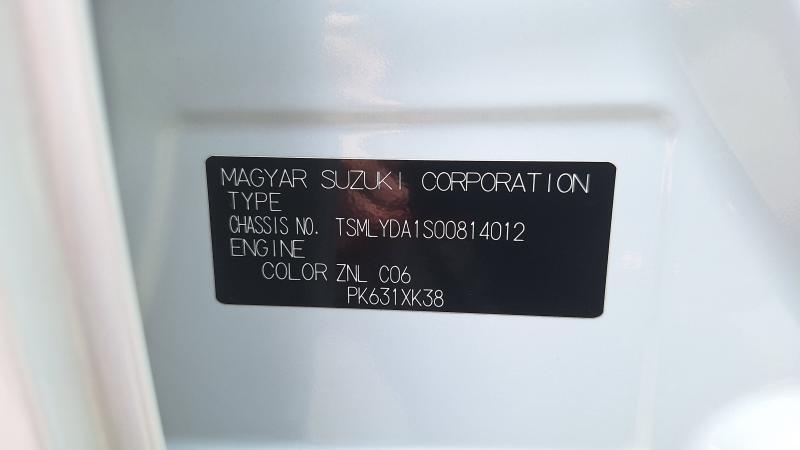 MAGYAR SUZUKI CORPORATION
TYPE
CHASSIS NO. TSMLYDA1S00814012
ENGINE
COLOR ZNL C06
PK631XK38